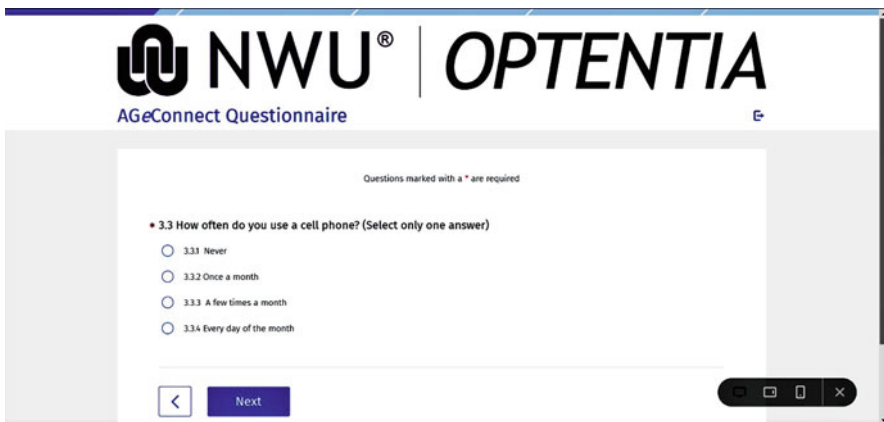 NWU® | OPTENTIA
AGeConnect Questionnaire
Questions marked with a * are required
• 3.3 How often do you use a cell phone? (Select only one answer)
3.3.1 Never
3.3.2 Once a month
3.3.3 A few times a month
3.3.4 Every day of the month
Next